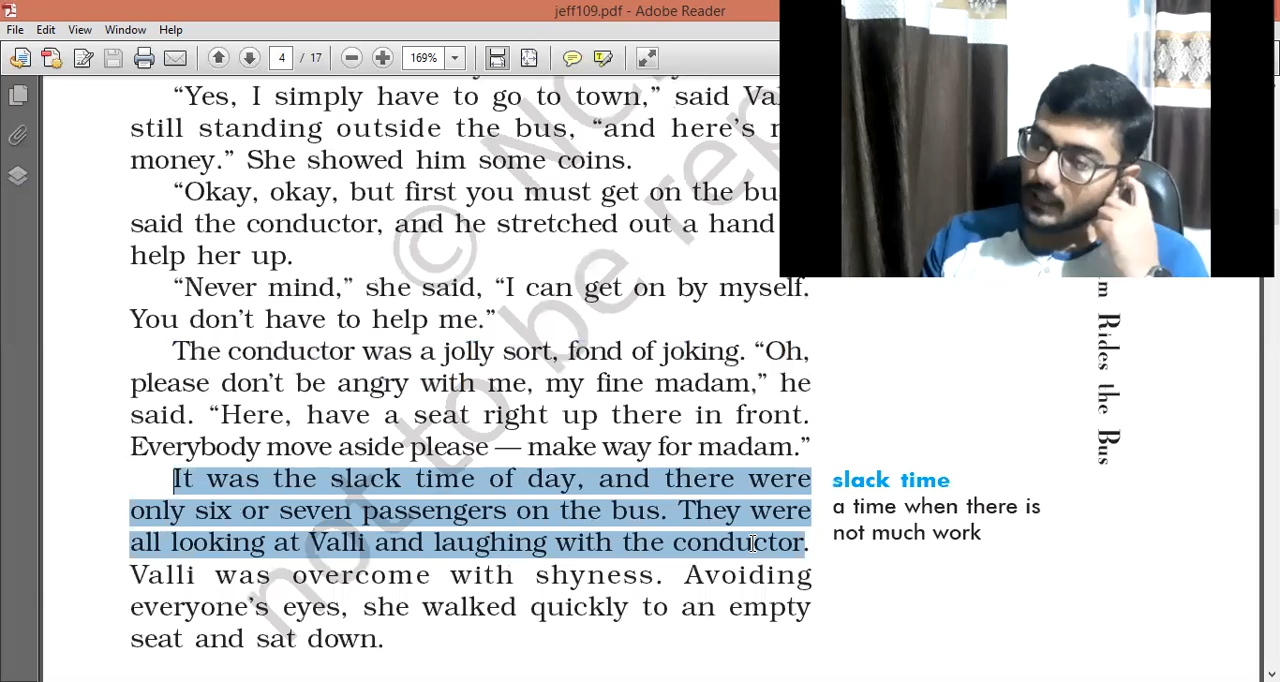 jeff109.pdf - Adobe Reader
File Edit View Window Help
4 / 17 169%
“Yes, I simply have to go to town,” said
still standing outside the bus, “and here’s
money.” She showed him some coins.
“Okay, okay, but first you must get on the
said the conductor, and he stretched out a hand
help her up.
“Never mind,” she said, “I can get on by myself.
You don’t have to help me.”
The conductor was a jolly sort, fond of joking. “Oh,
please don’t be angry with me, my fine madam,” he
said. “Here, have a seat right up there in front.
Everybody move aside please — make way for madam.”
It was the slack time of day, and there were
only six or seven passengers on the bus. They were
all looking at Valli and laughing with the conductor.
Valli was overcome with shyness. Avoiding
everyone’s eyes, she walked quickly to an empty
seat and sat down.
slack time
a time when there is
not much work
Rides the Bus
not to be